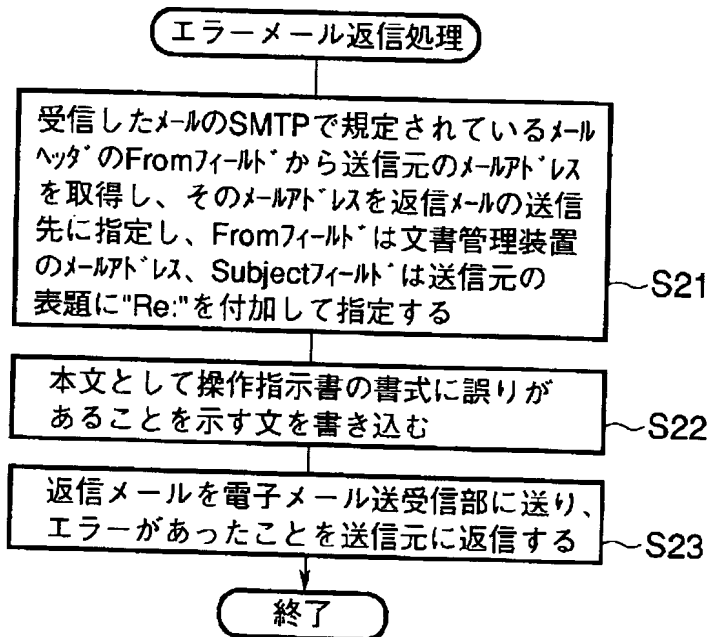 エラーメール返信処理
受信したﾒｰﾙのSMTPで規定されているﾒｰﾙ
ﾍｯﾀﾞのFromﾌｨｰﾙﾄﾞから送信元のﾒｰﾙｱﾄﾞﾚｽ
を取得し、そのﾒｰﾙｱﾄﾞﾚｽを返信ﾒｰﾙの送信
先に指定し、Fromﾌｨｰﾙﾄﾞは文書管理装置
のﾒｰﾙｱﾄﾞﾚｽ、Subjectﾌｨｰﾙﾄﾞは送信元の
表題に"Re:"を付加して指定する
S21
本文として操作指示書の書式に誤りが
あることを示す文を書き込む
S22
返信メールを電子メール送受信部に送り、
エラーがあったことを送信元に返信する
S23
終了